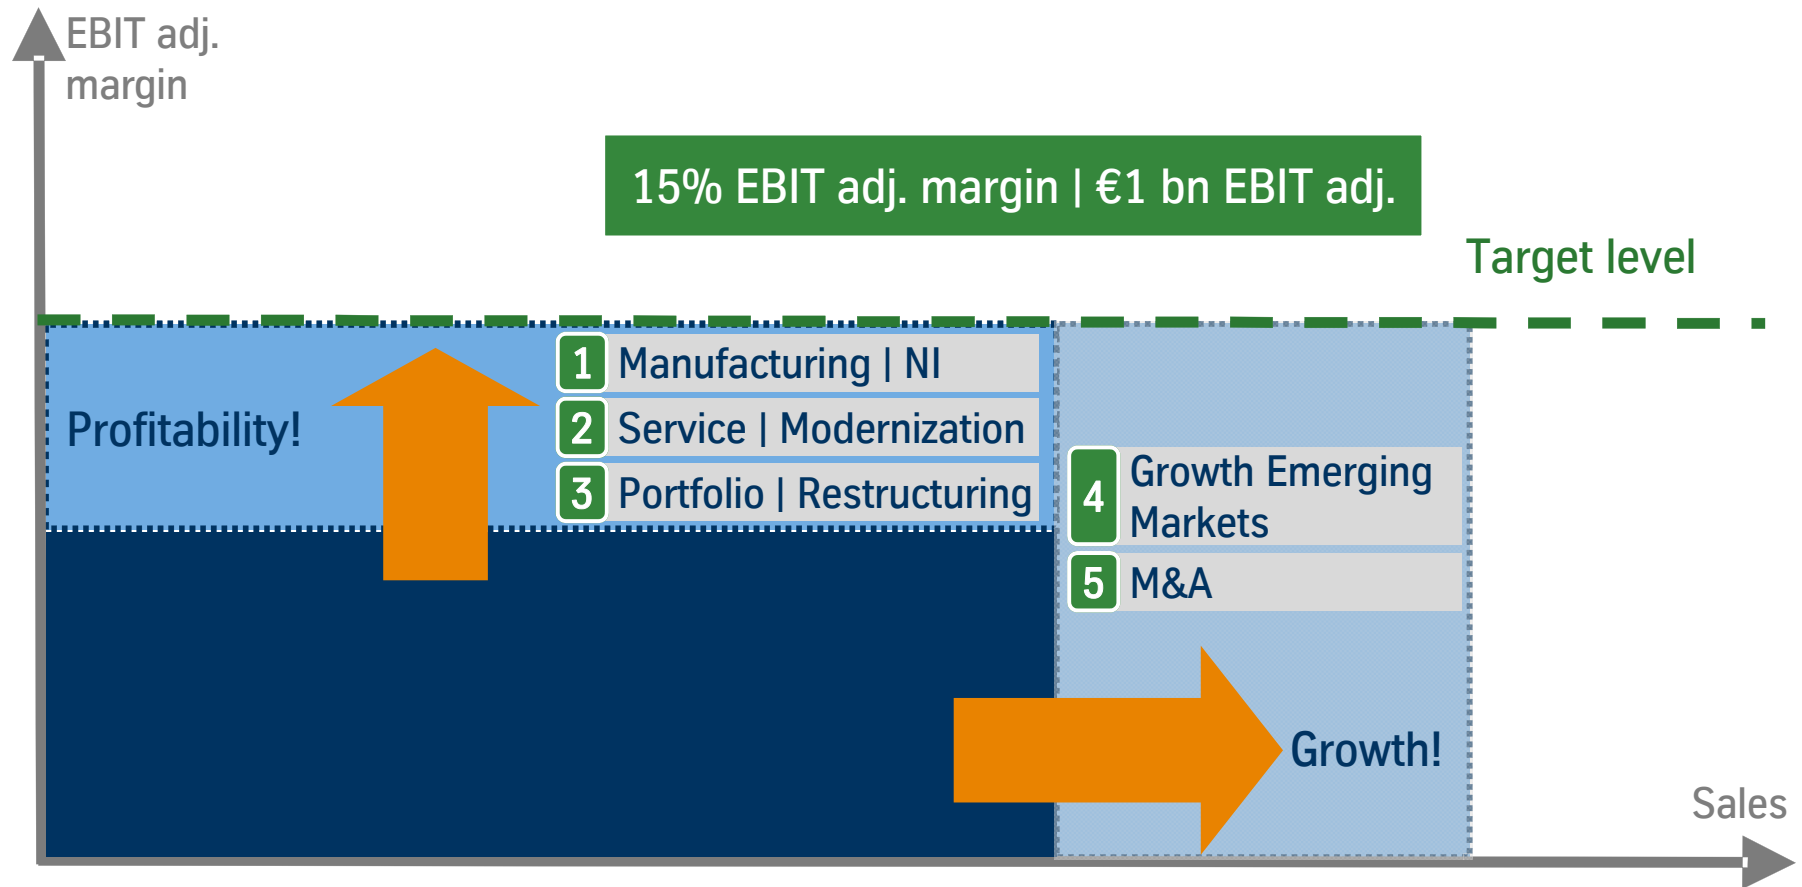 EBIT adj.
margin
15% EBIT adj. margin | €1 bn EBIT adj.
Target level
Profitability!
1 Manufacturing | NI
2 Service | Modernization
3 Portfolio | Restructuring
4 Growth Emerging
Markets
5 M&A
Growth!
Sales